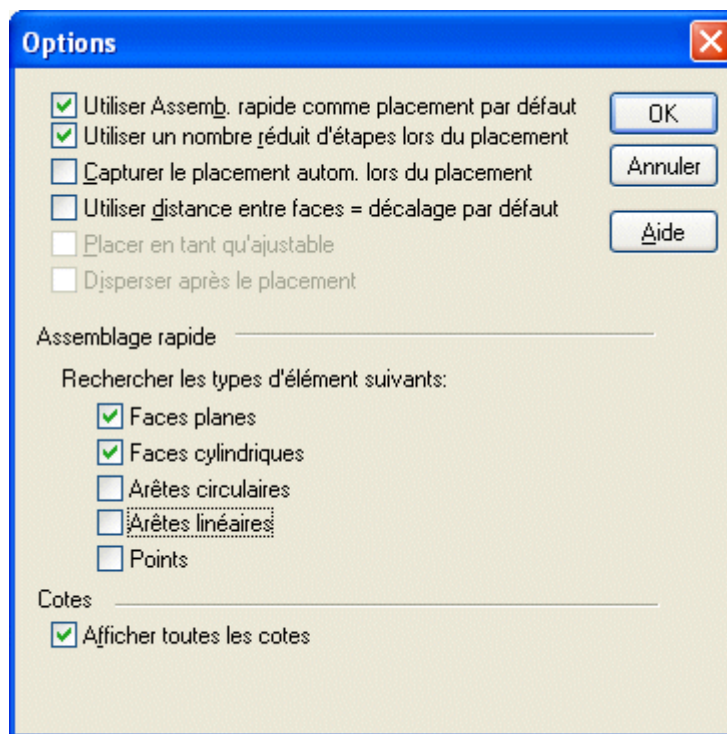 Options
Utiliser Assemb. rapide comme placement par défaut
Utiliser un nombre réduit d'étapes lors du placement
Capturer le placement autom. lors du placement
Utiliser distance entre faces = décalage par défaut
Placer en tant qu'ajustable
Disperser après le placement
OK
Annuler
Aide
Assemblage rapide
Rechercher les types d'élément suivants:
Faces planes
Faces cylindriques
Arêtes circulaires
Arêtes linéaires
Points
Cotes
Afficher toutes les cotes